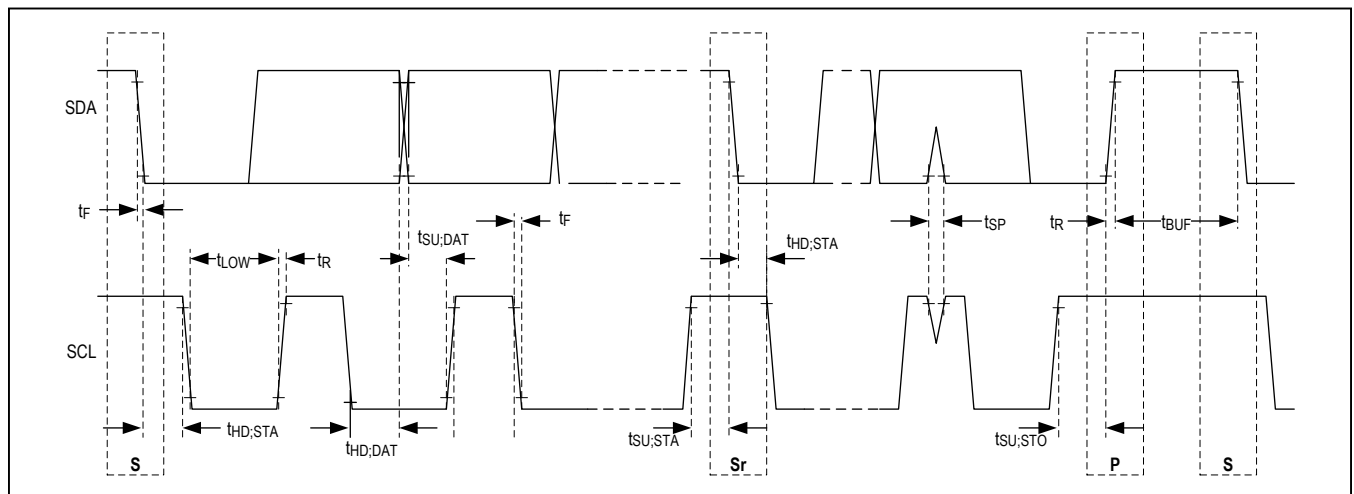 SDA
tF
tSU;DAT
tF
tHD;STA
tSP
tR
tBUF
tLOW
tR
SCL
tHD;STA
tHD;DAT
tSU;STA
tSU;STO
S
Sr
P
S